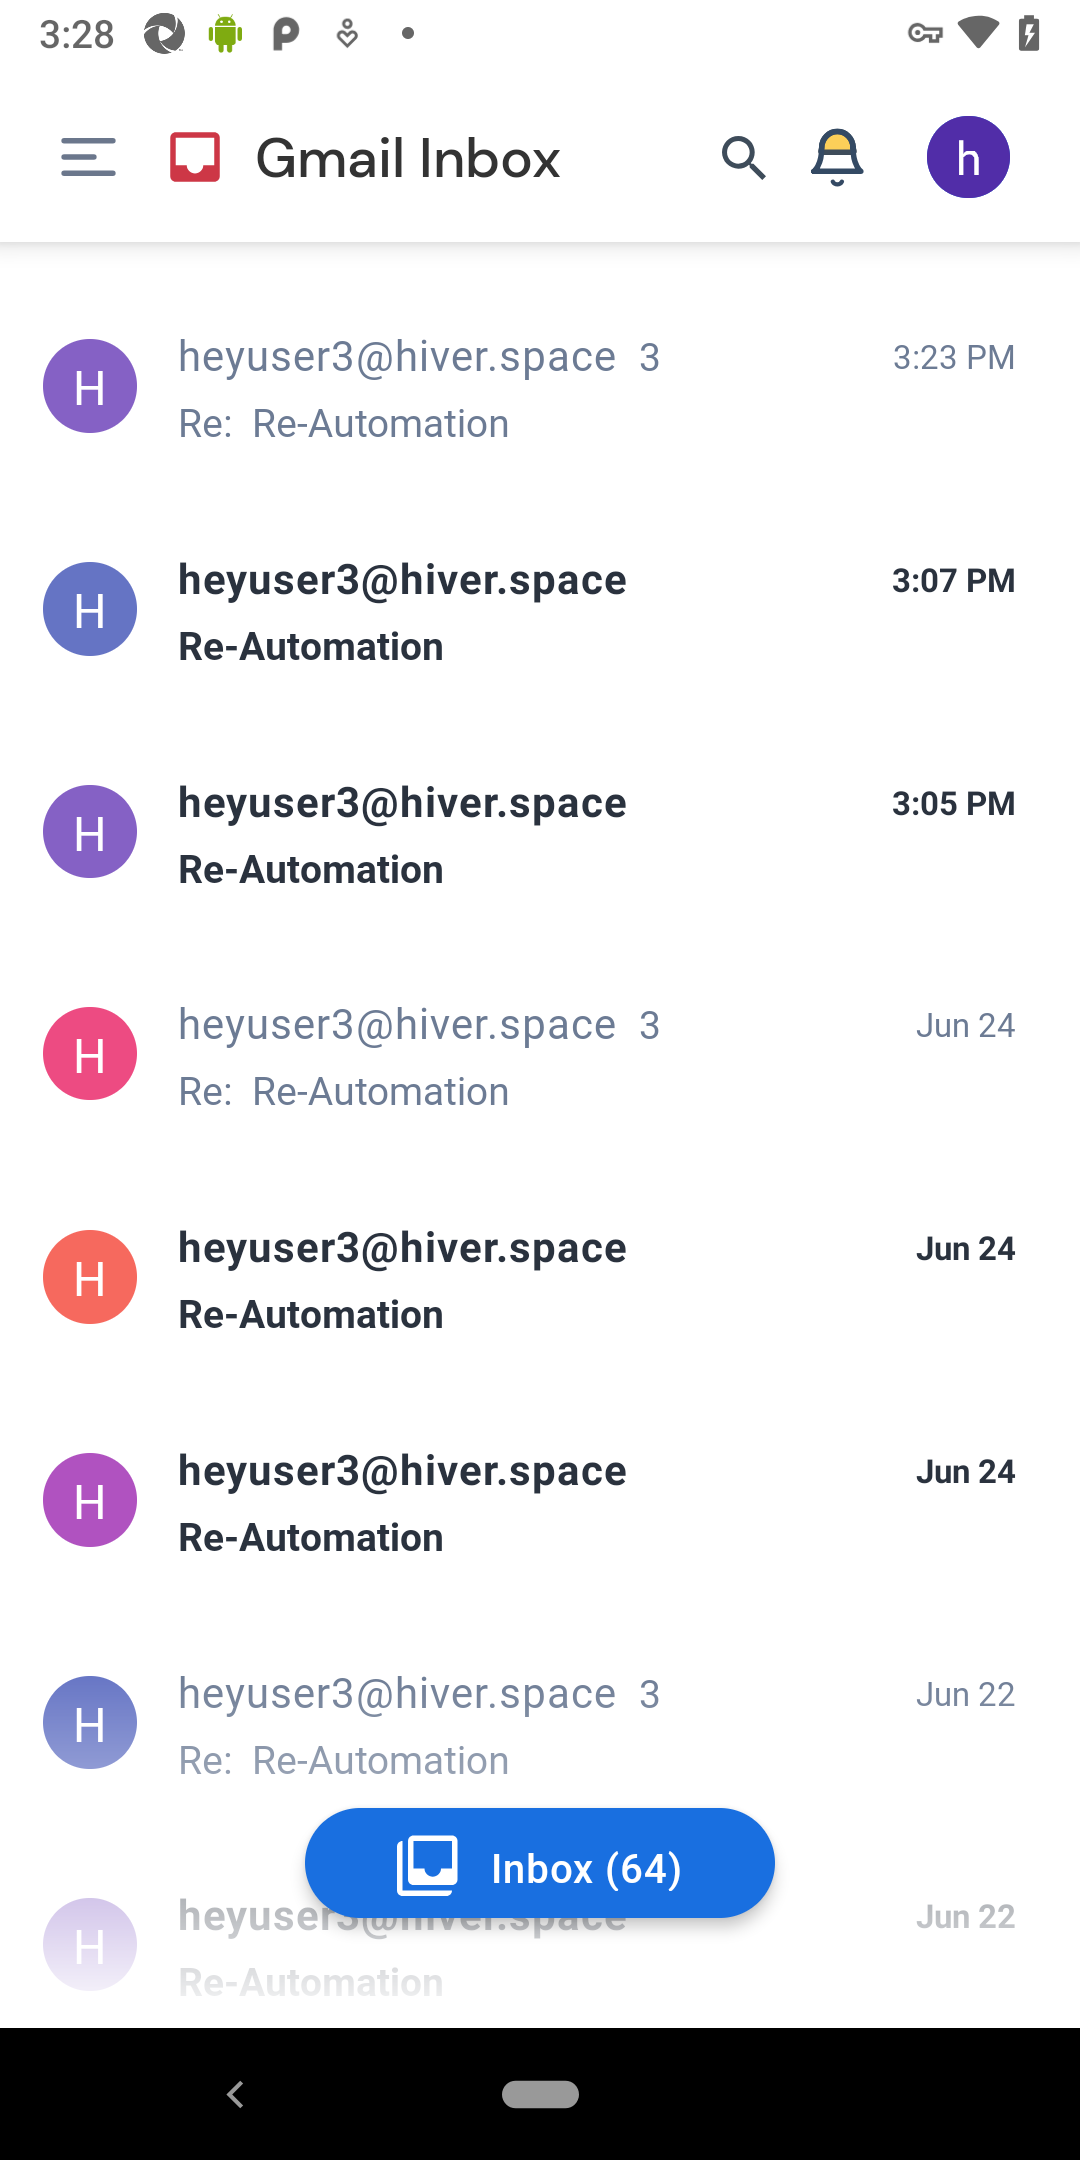 3:28
Gmail Inbox
h
H
heyuser3@hiver.space 3
3:23 PM
Re: Re-Automation
H
heyuser3@hiver.space
3:07 PM
Re-Automation
H
heyuser3@hiver.space
3:05 PM
Re-Automation
H
heyuser3@hiver.space 3
Jun 24
Re: Re-Automation
H
heyuser3@hiver.space
Jun 24
Re-Automation
H
heyuser3@hiver.space
Jun 24
Re-Automation
H
heyuser3@hiver.space 3
Jun 22
Re: Re-Automation
Inbox (64)
H
heyuser3@hiver.space
Jun 22
Re-Automation